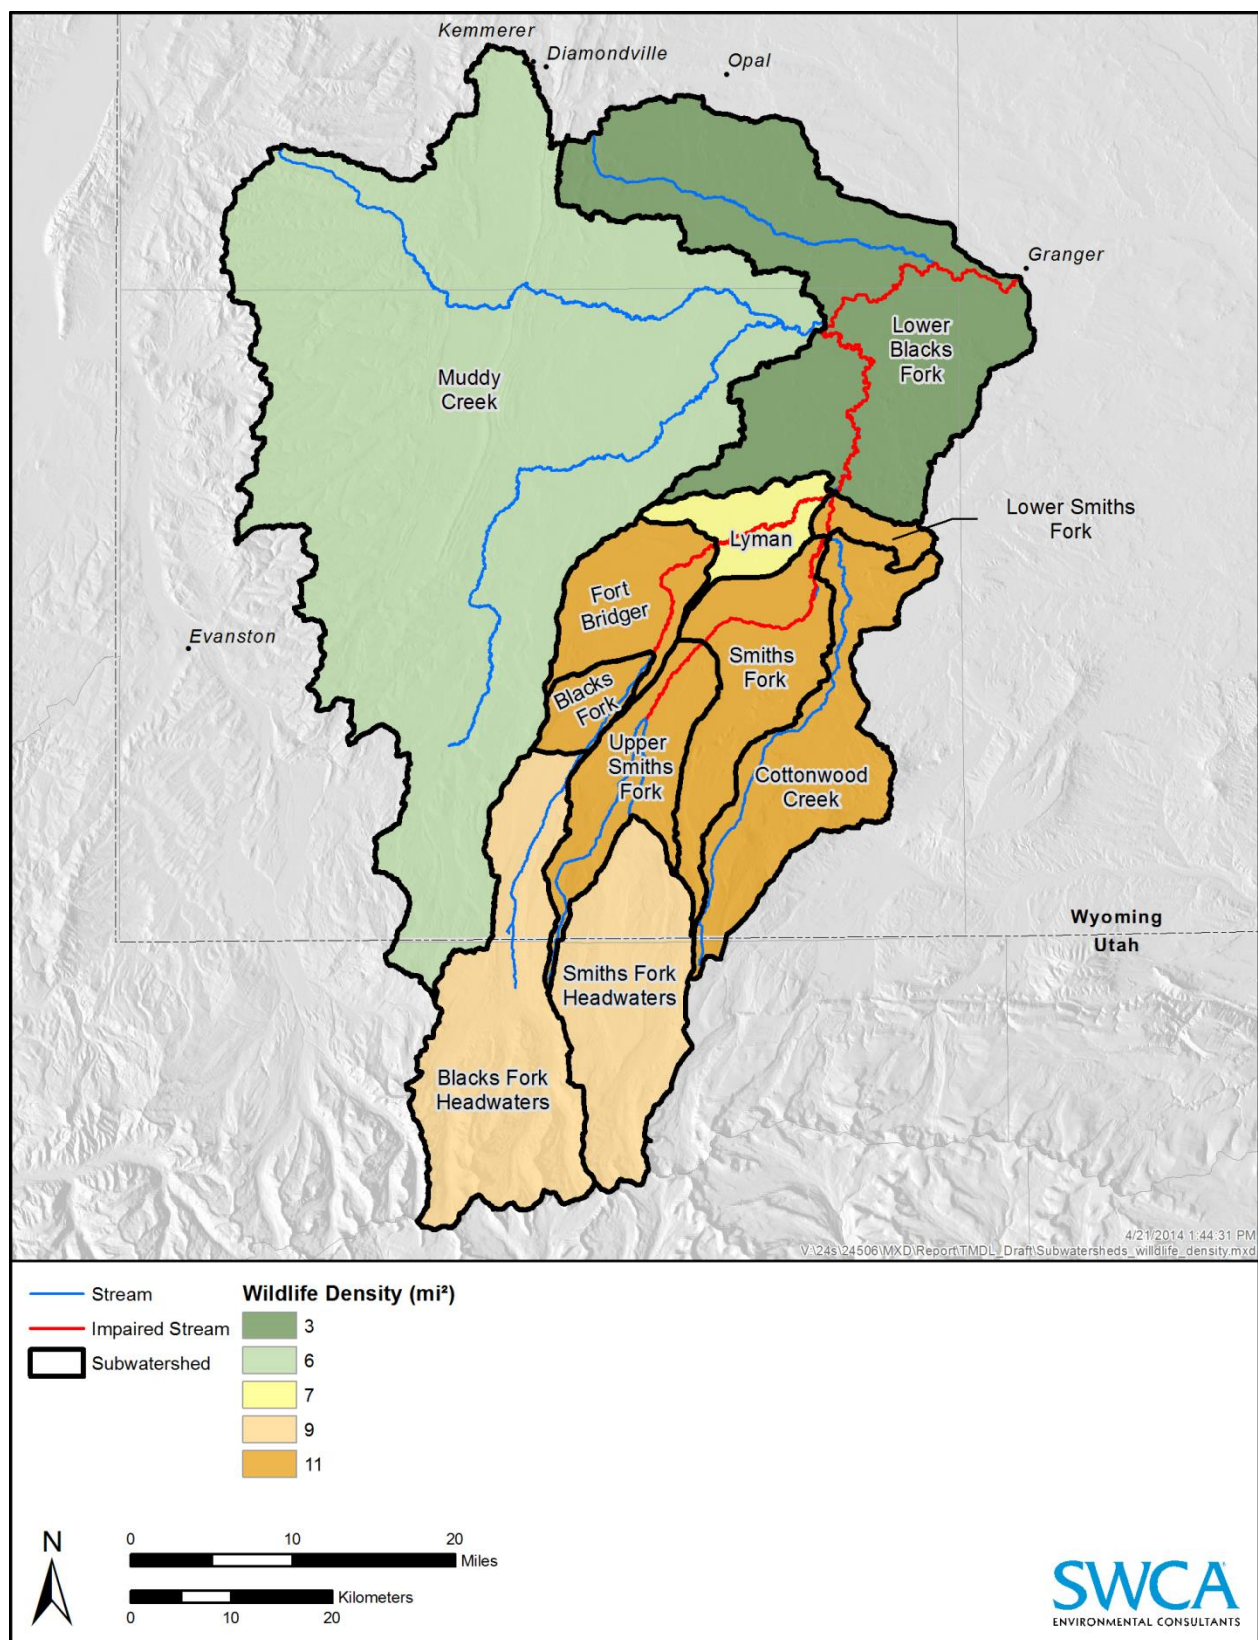 Kemmerer
Diamondville
Opal
Granger
Lower
Blacks
Fork
Muddy
Creek
Lower Smiths
Fork
Lyman
Fort
Bridger
Evanston
Smiths
Fork
Blacks
Fork
Upper
Smiths
Fork
Cottonwood
Creek
Wyoming
Utah
Smiths Fork
Headwaters
Blacks Fork
Headwaters
4/21/2014 1:44:31 PM
V:\24s\24506\MXD\Report\TMDL_Draft\Subwatersheds_willdlife_density.mxd
Stream
Impaired Stream
Subwatershed
Wildlife Density (mi²)
3
6
7
9
11
N
0 10 20
Miles
Kilometers
0 10 20
SWCA
ENVIRONMENTAL CONSULTANTS